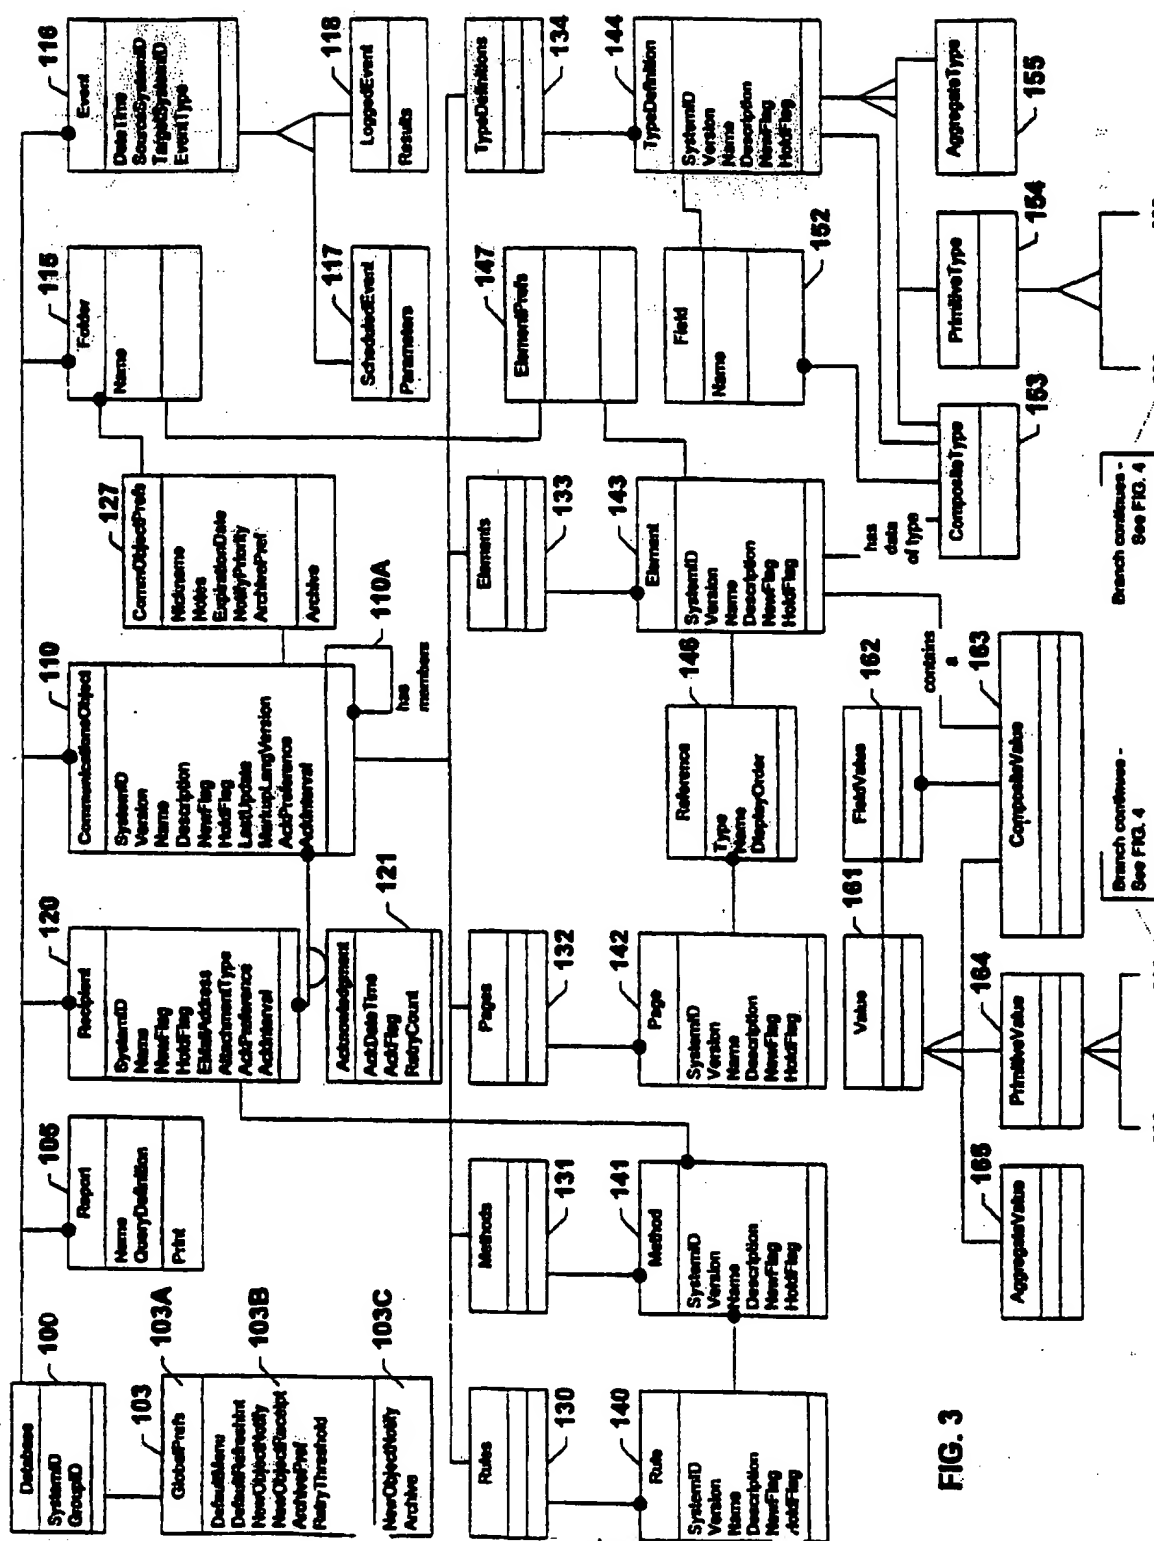 Database
SystemID
GroupID
100
103
103A
GlobalPrefs
DefaultMenu
DefaultRefreshInt
NewObjectNotify
NewObjectReceipt
ArchivePref
RetryThreshold
103B
NewObjectNotify
Archive
103C
Report
Name
QueryDefinition
Print
105
Recipient
SystemID
Name
NewFlag
HoldFlag
EMailAddress
AttachmentType
AckPreference
AckInterval
120
Acknowledgment
AckDateTime
AckFlag
RetryCount
121
CommunicationsObject
SystemID
Version
Name
Description
NewFlag
HoldFlag
LastUpdate
MarkupLangVersion
AckPreference
AckInterval
110
has
members
110A
CommObjectPrefs
Nickname
Notes
ExpirationDate
NotifyPriority
ArchivePref
Archive
127
Folder
Name
115
Event
DateTime
SourceSystemID
TargetSystemID
EventType
116
ScheduledEvent
Parameters
117
LoggedEvent
Results
118
Rules
130
Methods
131
Pages
132
Elements
133
ElementPrefs
147
TypeDefinitions
134
Rule
SystemID
Version
Name
Description
NewFlag
HoldFlag
140
Method
SystemID
Version
Name
Description
NewFlag
HoldFlag
141
Page
SystemID
Version
Name
Description
NewFlag
HoldFlag
142
Reference
Type
Name
DisplayOrder
146
Element
SystemID
Version
Name
Description
NewFlag
HoldFlag
143
Field
Name
152
TypeDefinition
SystemID
Version
Name
Description
NewFlag
HoldFlag
144
has
data
of type
contains
a
Value
161
FieldValue
162
AggregateValue
165
PrimitiveValue
164
CompositeValue
163
CompositeType
153
PrimitiveType
154
AggregateType
155
Branch continues -
See FIG. 4
Branch continues -
See FIG. 4
FIG. 3